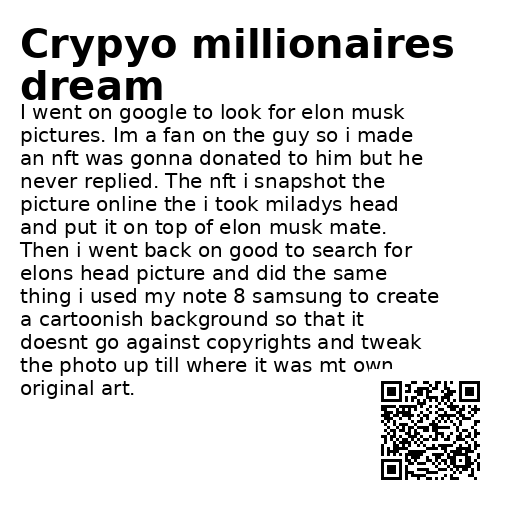 Crypyo millionaires
dream
I went on google to look for elon musk
pictures. Im a fan on the guy so i made
an nft was gonna donated to him but he
never replied. The nft i snapshot the
picture online the i took miladys head
and put it on top of elon musk mate.
Then i went back on good to search for
elons head picture and did the same
thing i used my note 8 samsung to create
a cartoonish background so that it
doesnt go against copyrights and tweak
the photo up till where it was mt own
original art.